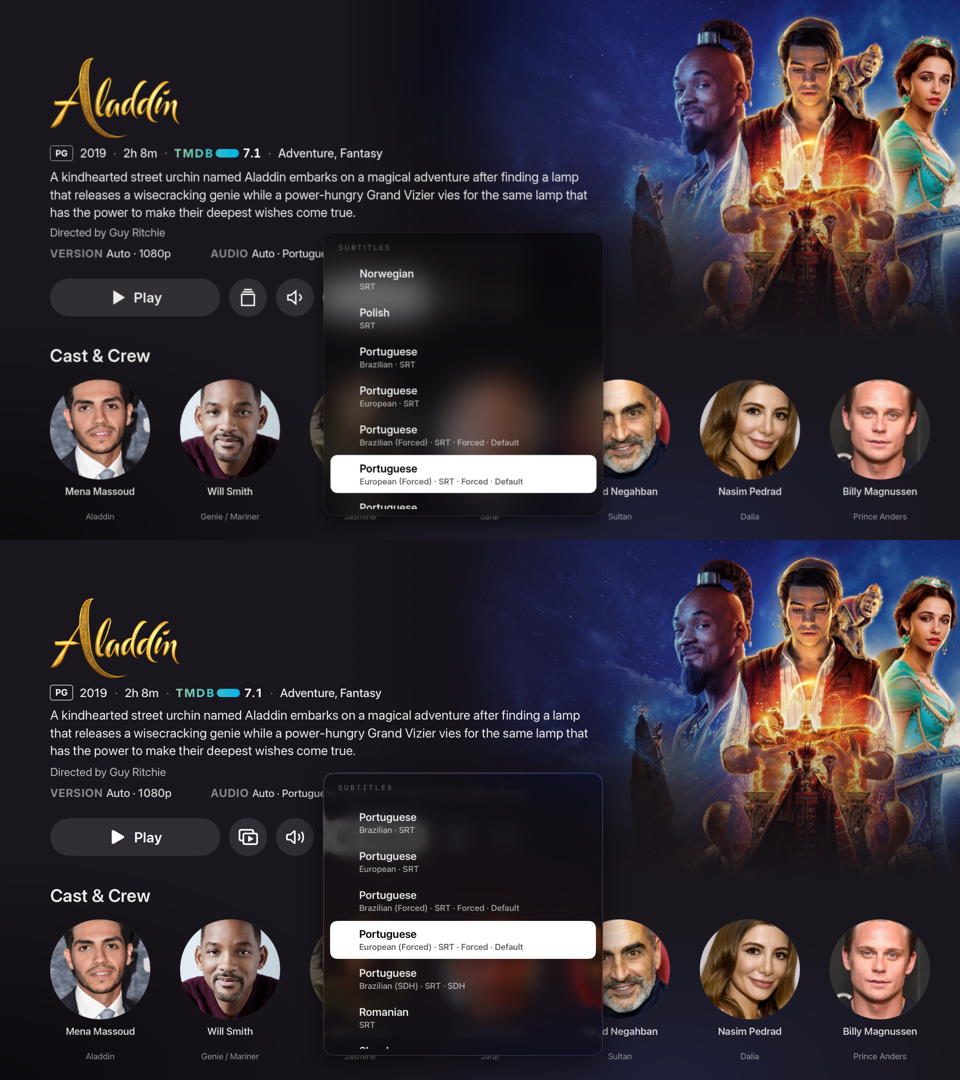 Aladdin
PG 2019 · 2h 8m · TMDB 7.1 · Adventure, Fantasy
A kindhearted street urchin named Aladdin embarks on a magical adventure after finding a lamp
that releases a wisecracking genie while a power-hungry Grand Vizier vies for the same lamp that
has the power to make their deepest wishes come true.
Directed by Guy Ritchie
VERSION Auto · 1080p AUDIO Auto · Portugue
Play
SUBTITLES
Norwegian
SRT
Polish
SRT
Portuguese
Brazilian · SRT
Portuguese
European · SRT
Portuguese
Brazilian (Forced) · SRT · Forced · Default
Portuguese
European (Forced) · SRT · Forced · Default
Portuguese
Cast & Crew
Mena Massoud
Aladdin
Will Smith
Genie / Mariner
Jasmine
Jafar
d Negahban
Sultan
Nasim Pedrad
Dalia
Billy Magnussen
Prince Anders
Aladdin
PG 2019 · 2h 8m · TMDB 7.1 · Adventure, Fantasy
A kindhearted street urchin named Aladdin embarks on a magical adventure after finding a lamp
that releases a wisecracking genie while a power-hungry Grand Vizier vies for the same lamp that
has the power to make their deepest wishes come true.
Directed by Guy Ritchie
VERSION Auto · 1080p AUDIO Auto · Portugue
Play
SUBTITLES
Portuguese
Brazilian · SRT
Portuguese
European · SRT
Portuguese
Brazilian (Forced) · SRT · Forced · Default
Portuguese
European (Forced) · SRT · Forced · Default
Portuguese
Brazilian (SDH) · SRT · SDH
Romanian
SRT
Cast & Crew
Mena Massoud
Aladdin
Will Smith
Genie / Mariner
Jasmine
Jafar
d Negahban
Sultan
Nasim Pedrad
Dalia
Billy Magnussen
Prince Anders